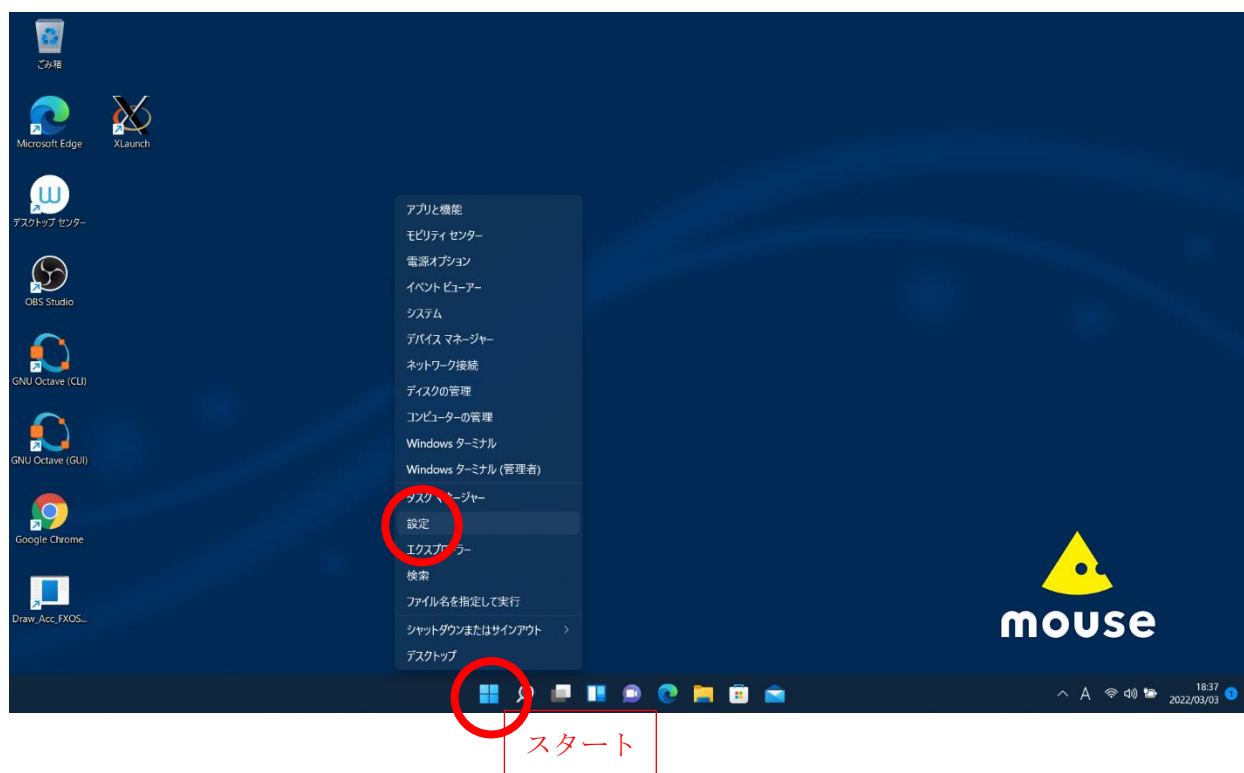 ごみ箱
Microsoft Edge
XLaunch
デスクトップ センター
OBS Studio
GNU Octave (CLI)
GNU Octave (GUI)
Google Chrome
Draw_Acc_FXOS...
アプリと機能
モビリティ センター
電源オプション
イベント ビューアー
システム
デバイス マネージャー
ネットワーク接続
ディスクの管理
コンピューターの管理
Windows ターミナル
Windows ターミナル (管理者)
タスク マネージャー
設定
エクスプローラー
検索
ファイル名を指定して実行
シャットダウンまたはサインアウト
デスクトップ
mouse
A
18:37
2022/03/03
1
スタート